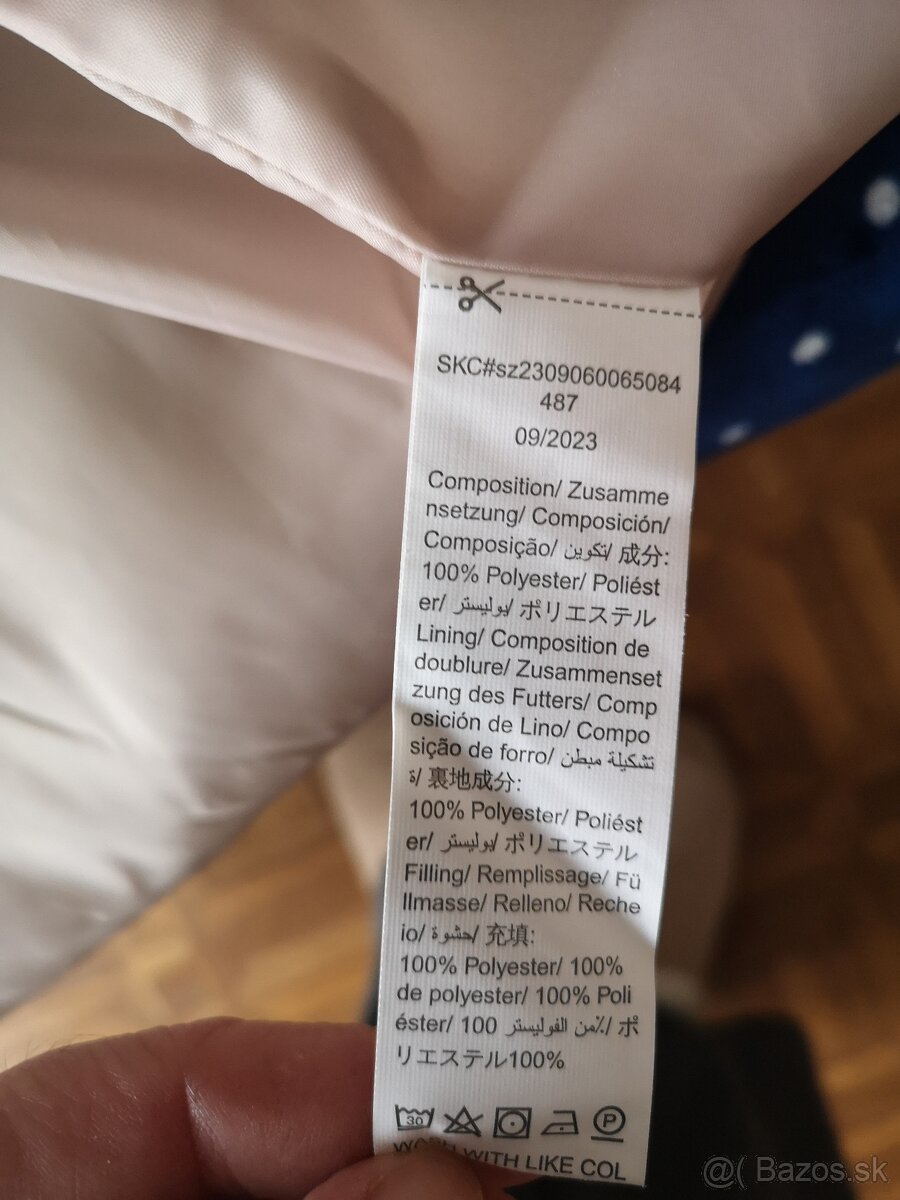 SKC#sz2309060065084
487
09/2023
Composition/ Zusamme
nsetzung/ Composición/
Composição/ تكوين/ 成分:
100% Polyester/ Poliést
er/ بوليستر/ ポリエステル
Lining/ Composition de
doublure/ Zusammenset
zung des Futters/ Comp
osición de Lino/ Compo
sição de forro/ تشكيلة مبطن
ة/ 裏地成分:
100% Polyester/ Poliést
er/ بوليستر/ ポリエステル
Filling/ Remplissage/ Fü
llmasse/ Relleno/ Reche
io/ حشوة/ 充填:
100% Polyester/ 100%
de polyester/ 100% Poli
éster/ 100 ٪من الفوليستر/ ポ
リエステル100%
30 P
WASH WITH LIKE COL
@( Bazos.sk